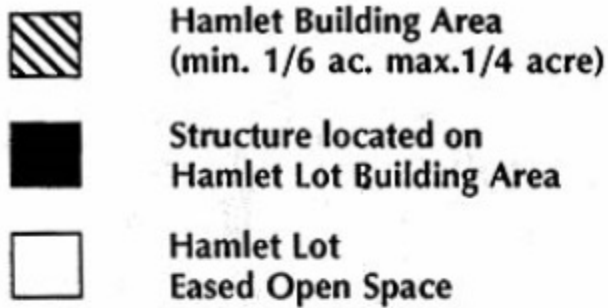 Hamlet Building Area
(min. 1/6 ac. max.1/4 acre)
Structure located on
Hamlet Lot Building Area
Hamlet Lot
Eased Open Space